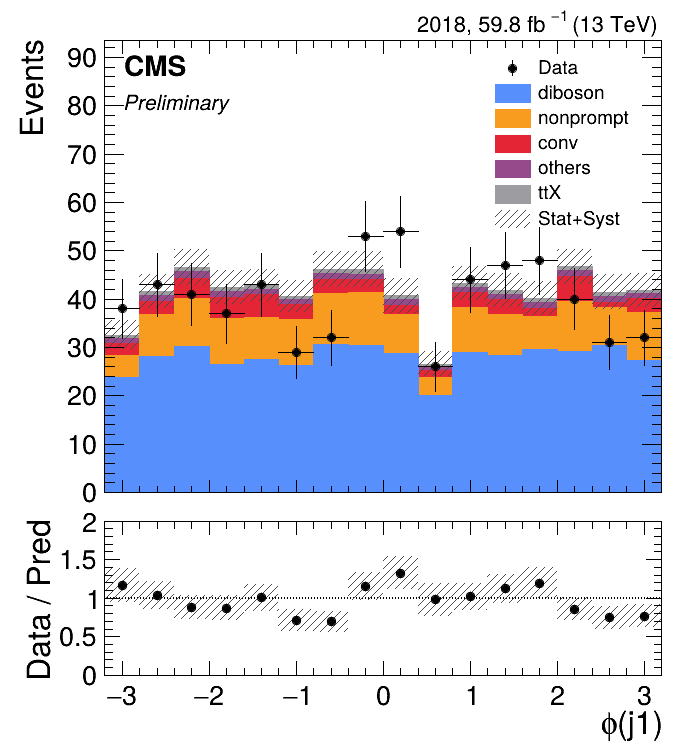 2018, 59.8 fb⁻¹ (13 TeV)
Events
90
80
70
60
50
40
30
20
10
0
CMS
Preliminary
Data
diboson
nonprompt
conv
others
ttX
Stat+Syst
Data / Pred
2
1.5
1
0.5
0
−3 −2 −1 0 1 2 3
ϕ(j1)